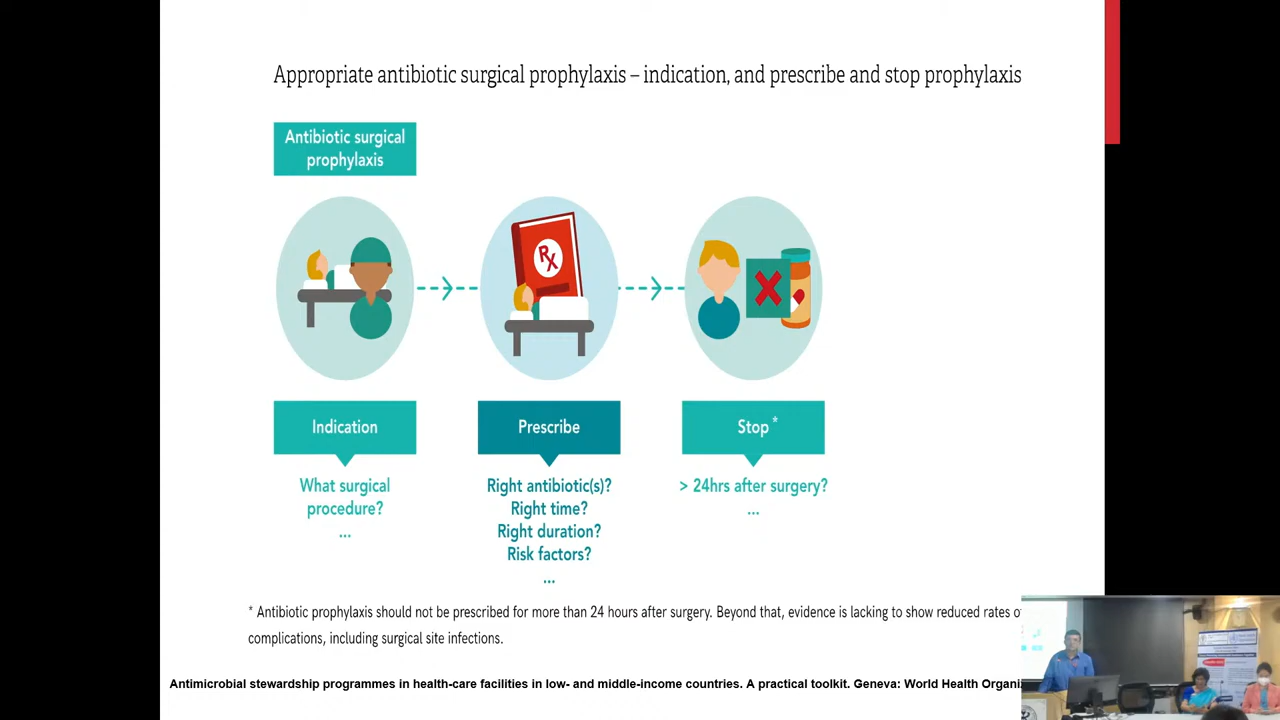 Appropriate antibiotic surgical prophylaxis – indication, and prescribe and stop prophylaxis
Antibiotic surgical
prophylaxis
Rx
Indication
Prescribe
Stop *
What surgical
procedure?
...
Right antibiotic(s)?
Right time?
Right duration?
Risk factors?
...
> 24hrs after surgery?
...
* Antibiotic prophylaxis should not be prescribed for more than 24 hours after surgery. Beyond that, evidence is lacking to show reduced rates o
complications, including surgical site infections.
Antimicrobial stewardship programmes in health-care facilities in low- and middle-income countries. A practical toolkit. Geneva: World Health Organi